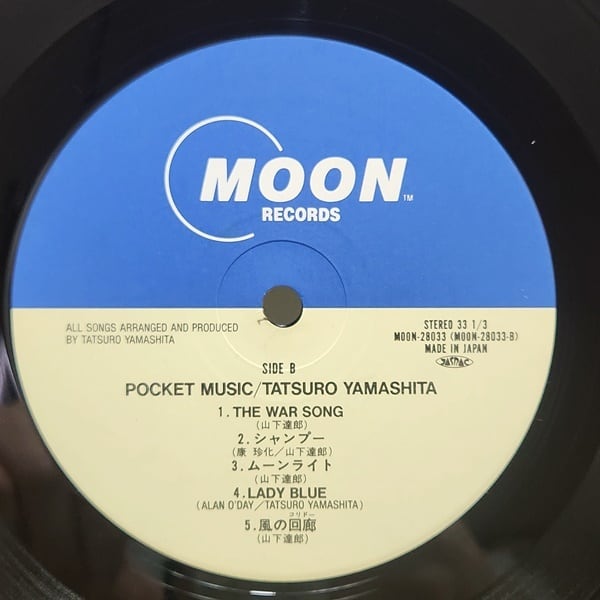 MOON™
RECORDS
ALL SONGS ARRANGED AND PRODUCED
BY TATSURO YAMASHITA
STEREO 33 1/3
MOON-28033 (MOON-28033-B)
MADE IN JAPAN
JASRAC
SIDE B
POCKET MUSIC/TATSURO YAMASHITA
1. THE WAR SONG
(山下達郎)
2. シャンプー
(康 珍化/山下達郎)
3. ムーンライト
(山下達郎)
4. LADY BLUE
(ALAN O'DAY/TATSURO YAMASHITA)
コリドー
5. 風の回廊
(山下達郎)